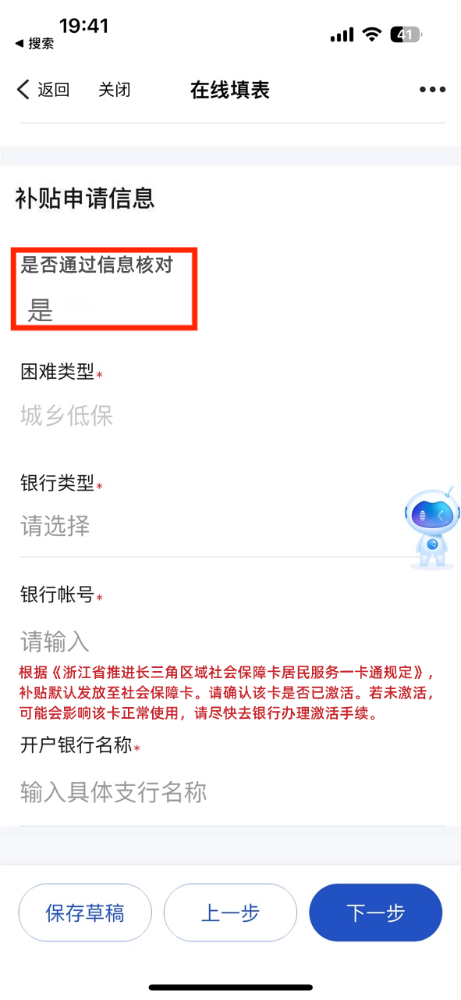 19:41
◀ 搜索
41
返回 关闭 在线填表
补贴申请信息
是否通过信息核对
是
困难类型*
城乡低保
银行类型*
请选择
银行帐号*
请输入
根据《浙江省推进长三角区域社会保障卡居民服务一卡通规定》，
补贴默认发放至社会保障卡。请确认该卡是否已激活。若未激活，
可能会影响该卡正常使用，请尽快去银行办理激活手续。
开户银行名称*
输入具体支行名称
保存草稿 上一步 下一步